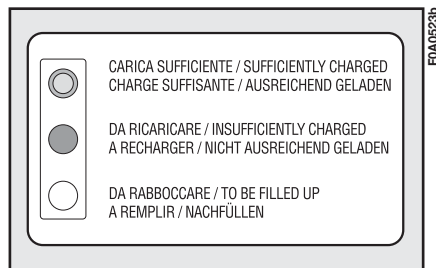 CARICA SUFFICIENTE / SUFFICIENTLY CHARGED
CHARGE SUFFISANTE / AUSREICHEND GELADEN
DA RICARICARE / INSUFFICIENTLY CHARGED
A RECHARGER / NICHT AUSREICHEND GELADEN
DA RABBOCCARE / TO BE FILLED UP
A REMPLIR / NACHFÜLLEN
F0A0523b